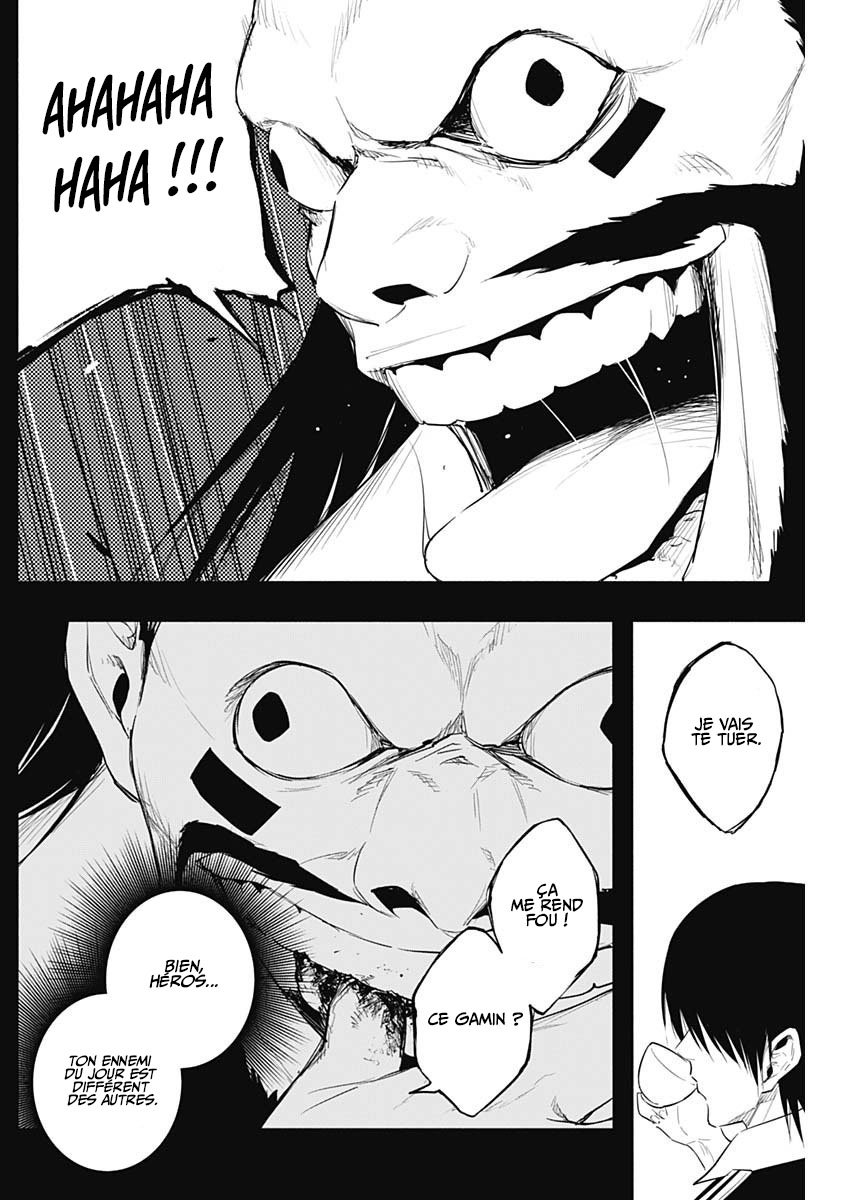 AHAHAHA
HAHA !!!
JE VAIS
TE TUER.
ÇA
ME REND
FOU !
CE GAMIN ?
BIEN,
HÉROS...
TON ENNEMI
DU JOUR EST
DIFFÉRENT
DES AUTRES.